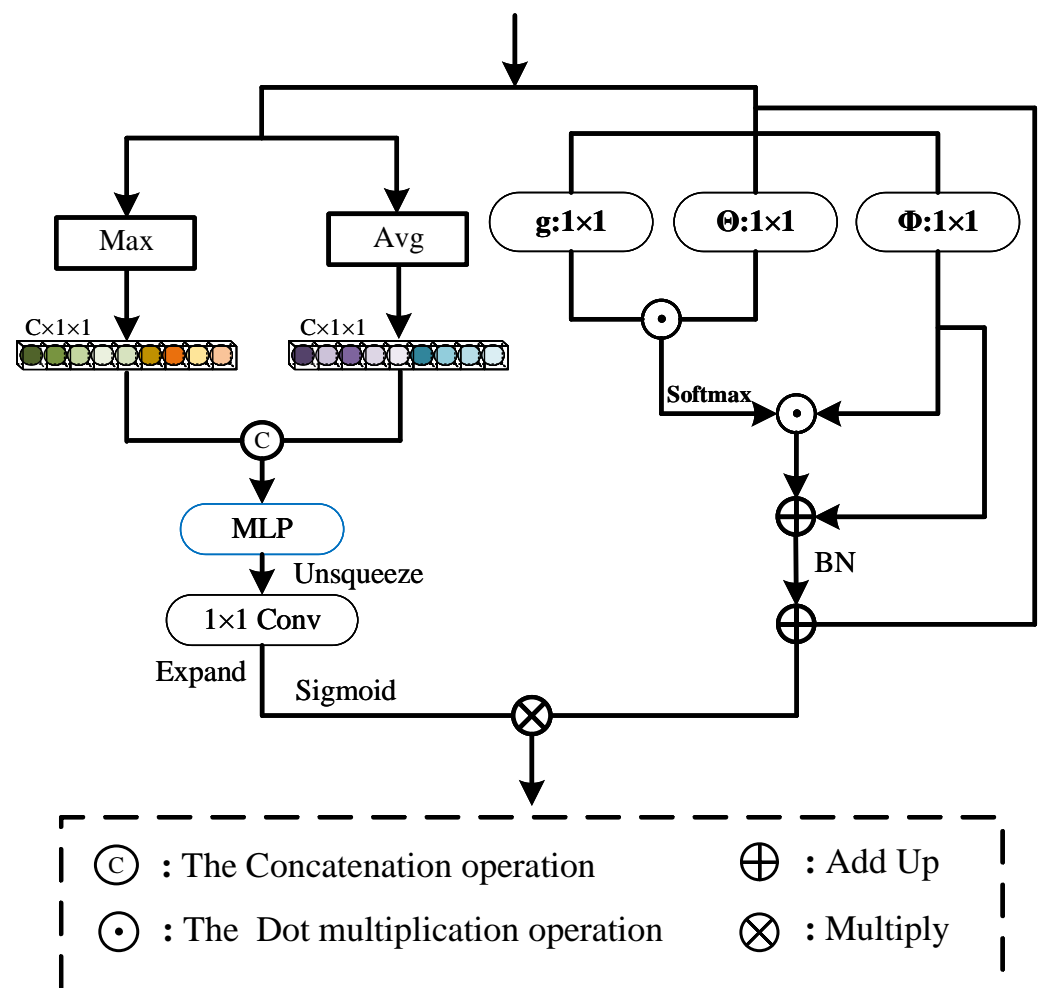 Max
Avg
g:1×1
Θ:1×1
Φ:1×1
C×1×1
C×1×1
Softmax
C
MLP
Unsqueeze
BN
1×1 Conv
Expand
Sigmoid
C : The Concatenation operation
: Add Up
: The Dot multiplication operation
: Multiply